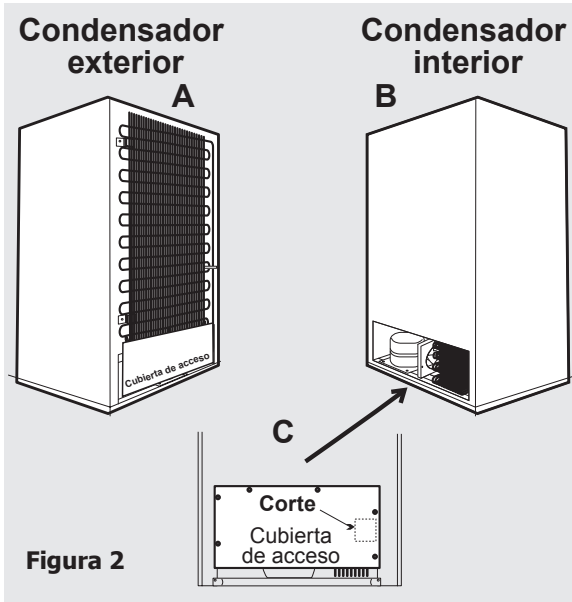 Condensador
exterior
A
Condensador
interior
B
Cubierta de acceso
C
Corte
Cubierta
de acceso
Figura 2